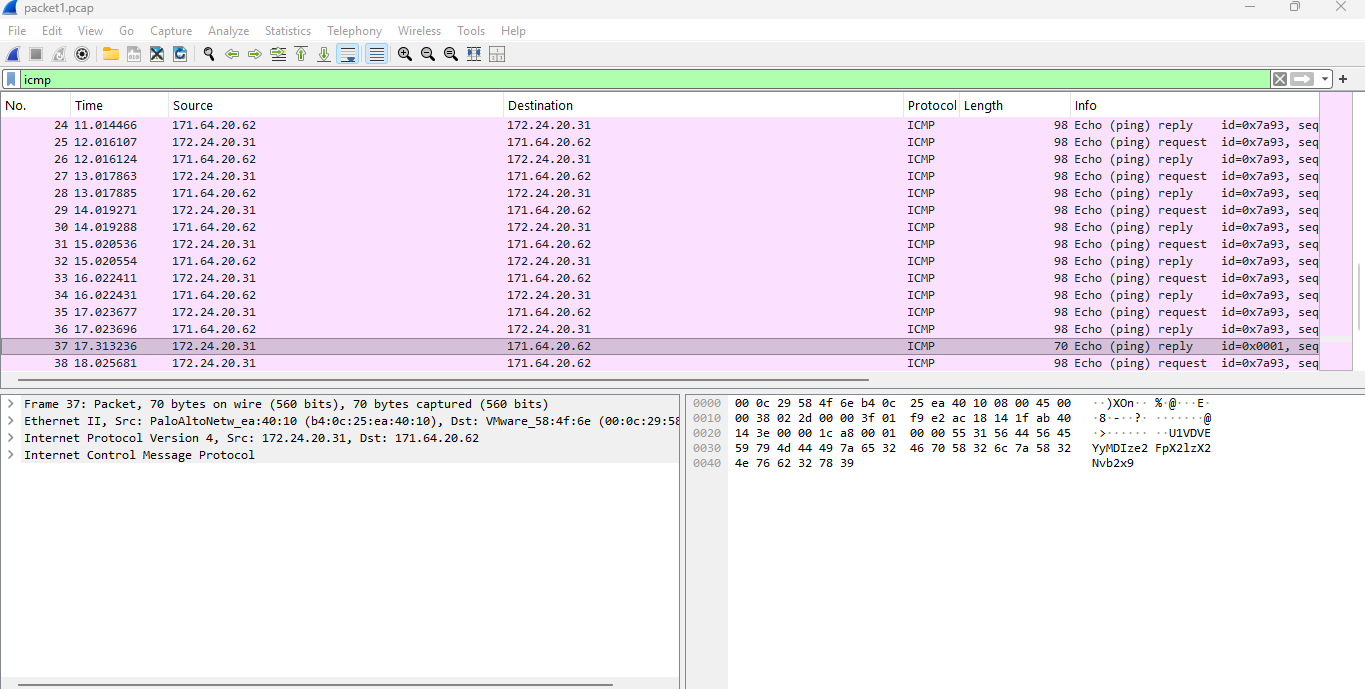 packet1.pcap
File Edit View Go Capture Analyze Statistics Telephony Wireless Tools Help
icmp
No. Time Source Destination Protocol Length Info
24 11.014466 171.64.20.62 172.24.20.31 ICMP 98 Echo (ping) reply id=0x7a93, seq
25 12.016107 172.24.20.31 171.64.20.62 ICMP 98 Echo (ping) request id=0x7a93, seq
26 12.016124 171.64.20.62 172.24.20.31 ICMP 98 Echo (ping) reply id=0x7a93, seq
27 13.017863 172.24.20.31 171.64.20.62 ICMP 98 Echo (ping) request id=0x7a93, seq
28 13.017885 171.64.20.62 172.24.20.31 ICMP 98 Echo (ping) reply id=0x7a93, seq
29 14.019271 172.24.20.31 171.64.20.62 ICMP 98 Echo (ping) request id=0x7a93, seq
30 14.019288 171.64.20.62 172.24.20.31 ICMP 98 Echo (ping) reply id=0x7a93, seq
31 15.020536 172.24.20.31 171.64.20.62 ICMP 98 Echo (ping) request id=0x7a93, seq
32 15.020554 171.64.20.62 172.24.20.31 ICMP 98 Echo (ping) reply id=0x7a93, seq
33 16.022411 172.24.20.31 171.64.20.62 ICMP 98 Echo (ping) request id=0x7a93, seq
34 16.022431 171.64.20.62 172.24.20.31 ICMP 98 Echo (ping) reply id=0x7a93, seq
35 17.023677 172.24.20.31 171.64.20.62 ICMP 98 Echo (ping) request id=0x7a93, seq
36 17.023696 171.64.20.62 172.24.20.31 ICMP 98 Echo (ping) reply id=0x7a93, seq
37 17.313236 172.24.20.31 171.64.20.62 ICMP 70 Echo (ping) reply id=0x0001, seq
38 18.025681 172.24.20.31 171.64.20.62 ICMP 98 Echo (ping) request id=0x7a93, seq
Frame 37: Packet, 70 bytes on wire (560 bits), 70 bytes captured (560 bits)
Ethernet II, Src: PaloAltoNetw_ea:40:10 (b4:0c:25:ea:40:10), Dst: VMware_58:4f:6e (00:0c:29:58
Internet Protocol Version 4, Src: 172.24.20.31, Dst: 171.64.20.62
Internet Control Message Protocol
0000 00 0c 29 58 4f 6e b4 0c 25 ea 40 10 08 00 45 00 ··)XOn·· %·@···E·
0010 00 38 02 2d 00 00 3f 01 f9 e2 ac 18 14 1f ab 40 ·8·-··?· ·······@
0020 14 3e 00 00 1c a8 00 01 00 00 55 31 56 44 56 45 ·>······ ··U1VDVE
0030 59 79 4d 44 49 7a 65 32 46 70 58 32 6c 7a 58 32 YyMDIze2 FpX2lzX2
0040 4e 76 62 32 78 39 Nvb2x9